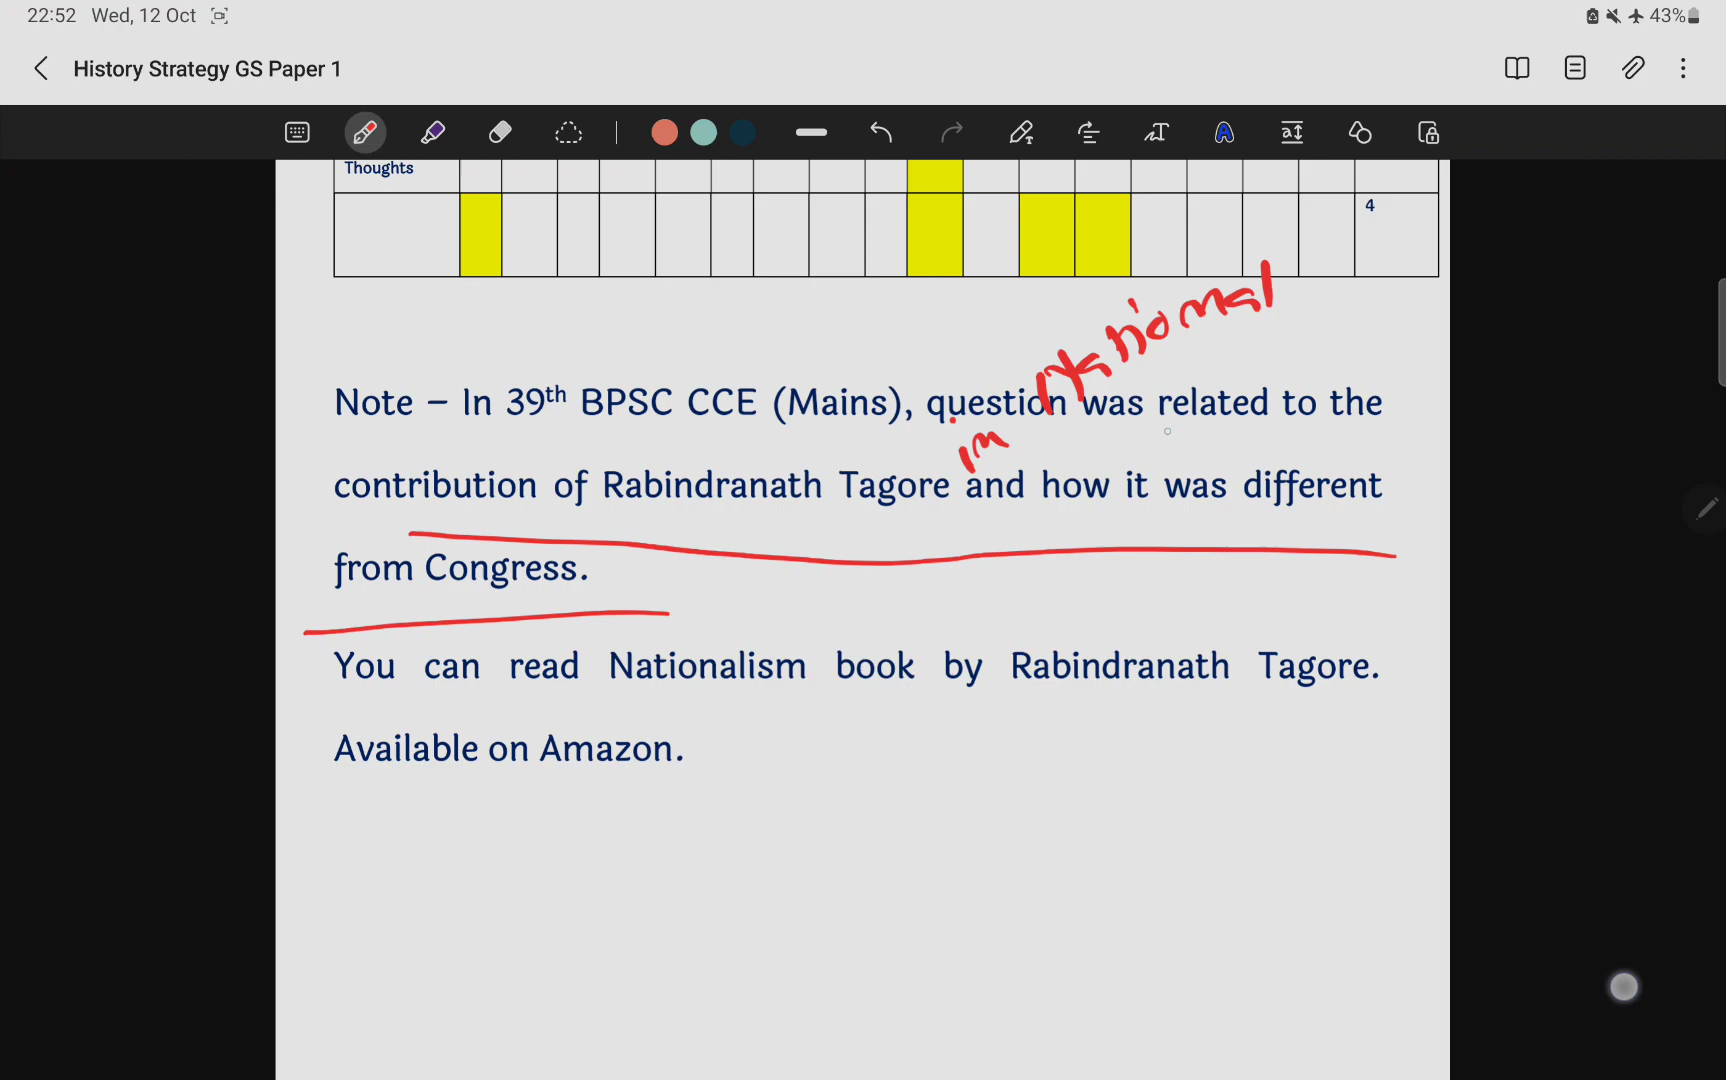 22:52 Wed, 12 Oct 43%
History Strategy GS Paper 1
Thoughts
4
national
Note – In 39th BPSC CCE (Mains), question was related to the
in
contribution of Rabindranath Tagore and how it was different
from Congress.
You can read Nationalism book by Rabindranath Tagore.
Available on Amazon.